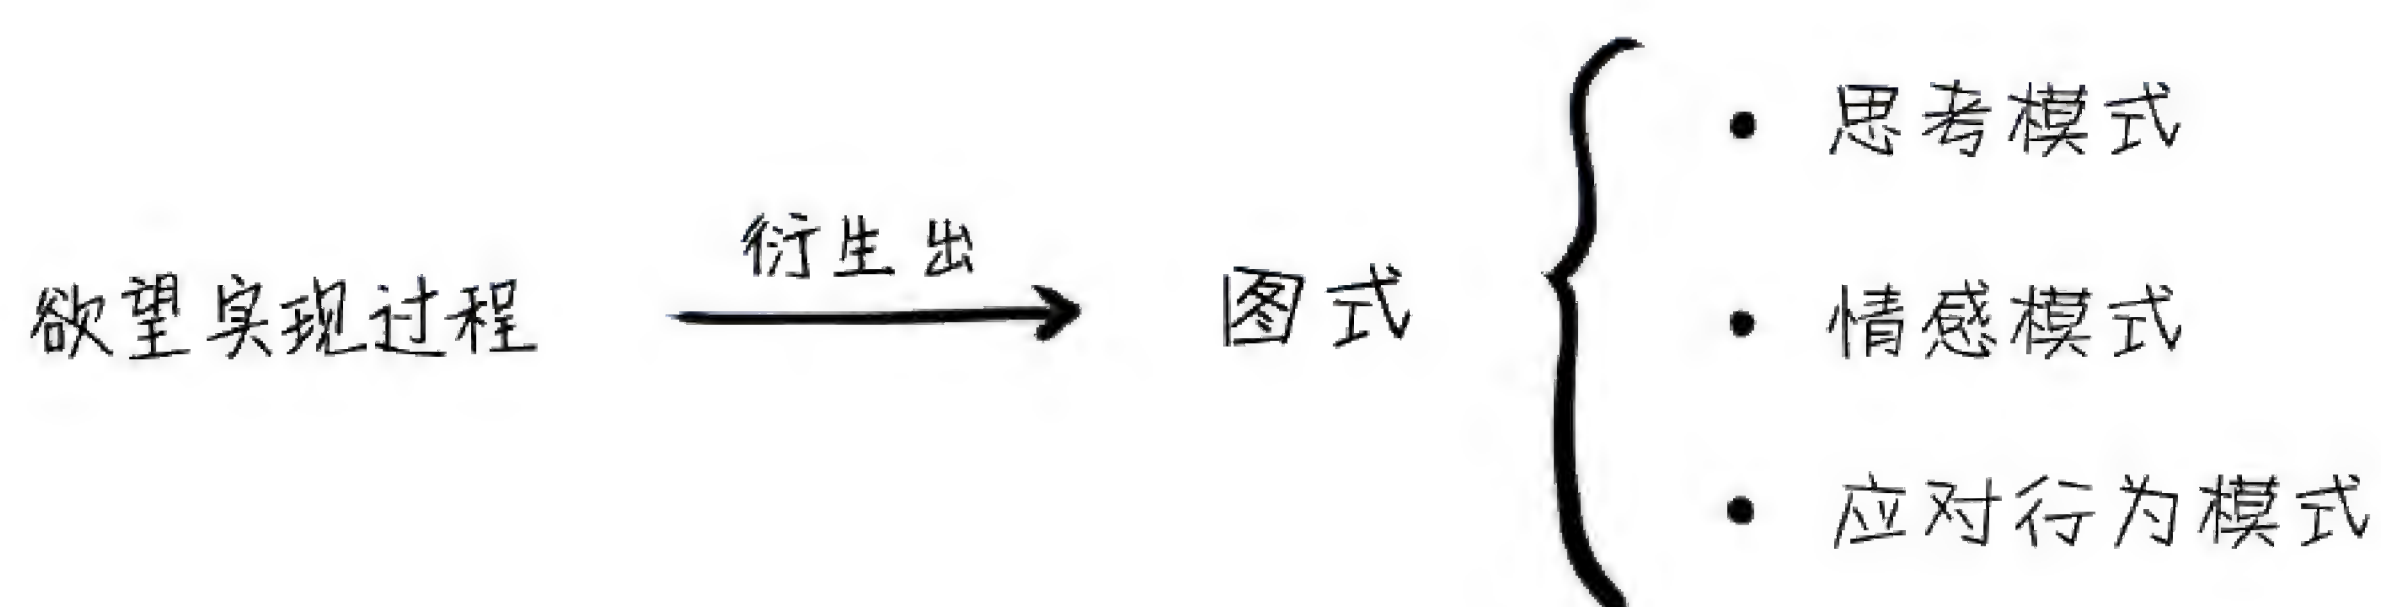 欲望实现过程
衍生出
图式
• 思考模式
• 情感模式
• 应对行为模式